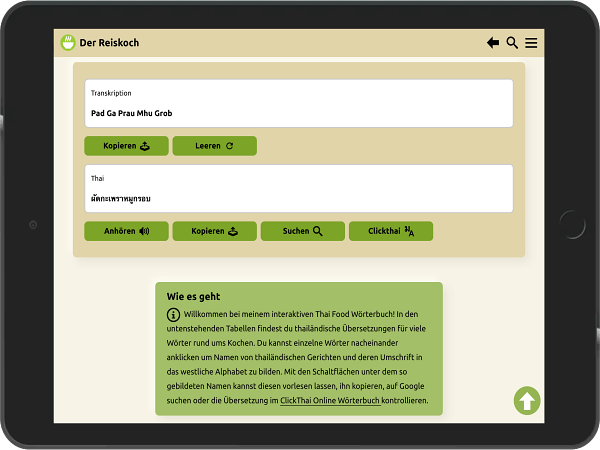 Der Reiskoch
Transkription
Pad Ga Prau Mhu Grob
Kopieren
Leeren
Thai
ผัดกะเพราหมูกรอบ
Anhören
Kopieren
Suchen
Clickthai
Wie es geht
Willkommen bei meinem interaktiven Thai Food Wörterbuch! In den
untenstehenden Tabellen findest du thailändische Übersetzungen für viele
Wörter rund ums Kochen. Du kannst einzelne Wörter nacheinander
anklicken um Namen von thailändischen Gerichten und deren Umschrift in
das westliche Alphabet zu bilden. Mit den Schaltflächen unter dem so
gebildeten Namen kannst diesen vorlesen lassen, ihn kopieren, auf Google
suchen oder die Übersetzung im ClickThai Online Wörterbuch kontrollieren.